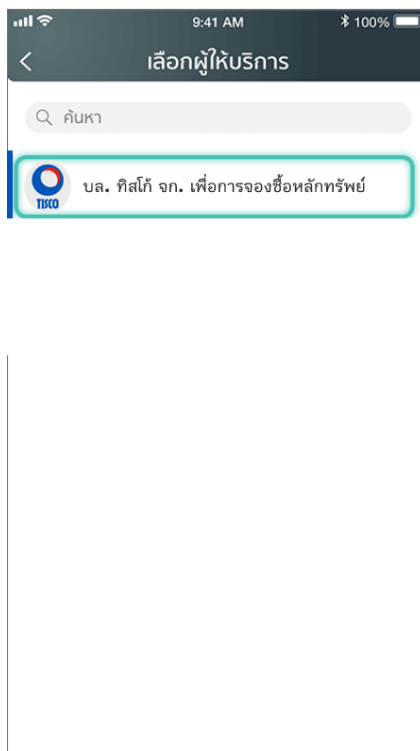 9:41 AM
100%
เลือกผู้ให้บริการ
ค้นหา
บล. ทิสโก้ จก. เพื่อการจองซื้อหลักทรัพย์
TISCO